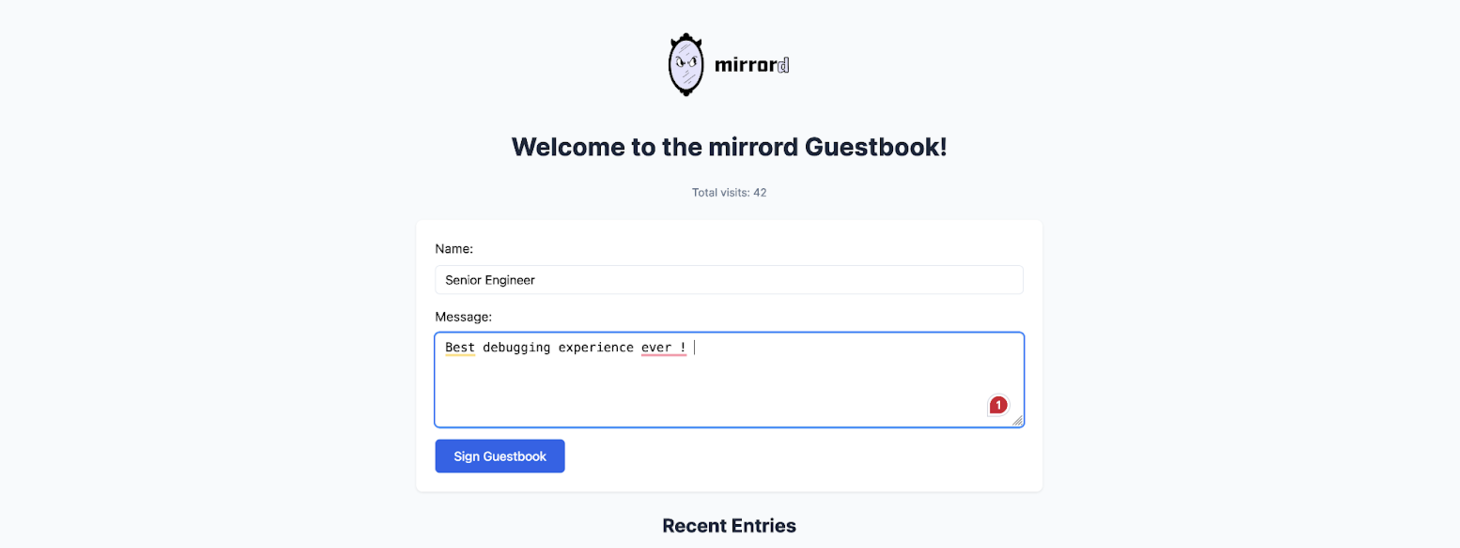 mirrord
Welcome to the mirrord Guestbook!
Total visits: 42
Name:
Senior Engineer
Message:
Best debugging experience ever !
1
Sign Guestbook
Recent Entries